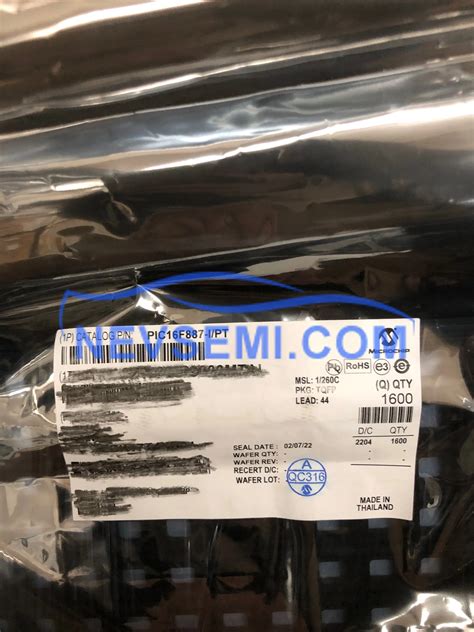 NEVSEMI.COM
(1P) CATALOG P/N: PIC16F887-I/PT
MICROCHIP
Pb RoHS e3 e
MSL: 1/260C
PKG: TQFP
LEAD: 44
(Q) QTY
1600
D/C QTY
2204 1600
- -
- -
SEAL DATE : 02/07/22
WAFER QTY: -
WAFER REV: -
RECERT D/C:
WAFER LOT:
A
QC316
MADE IN
THAILAND